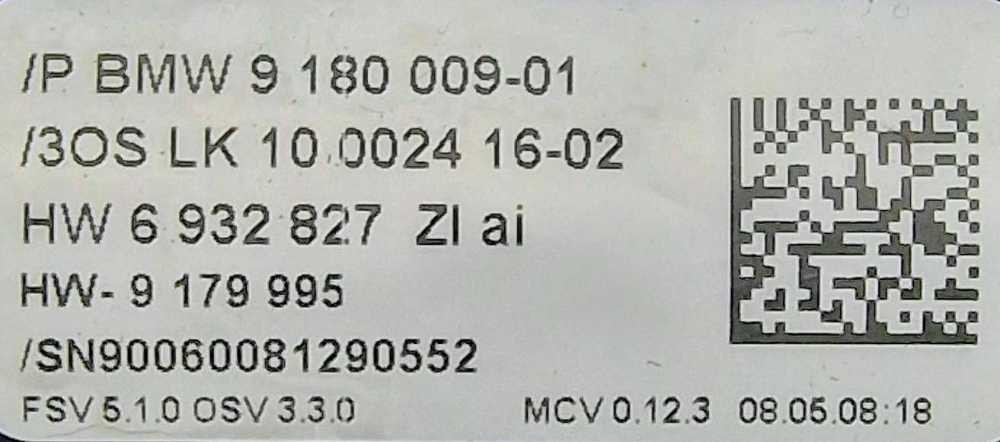 /P BMW 9 180 009-01
/3OS LK 10.0024 16-02
HW 6 932 827 ZI ai
HW- 9 179 995
/SN90060081290552
FSV 5.1.0 OSV 3.3.0 MCV 0.12.3 08.05.08:18